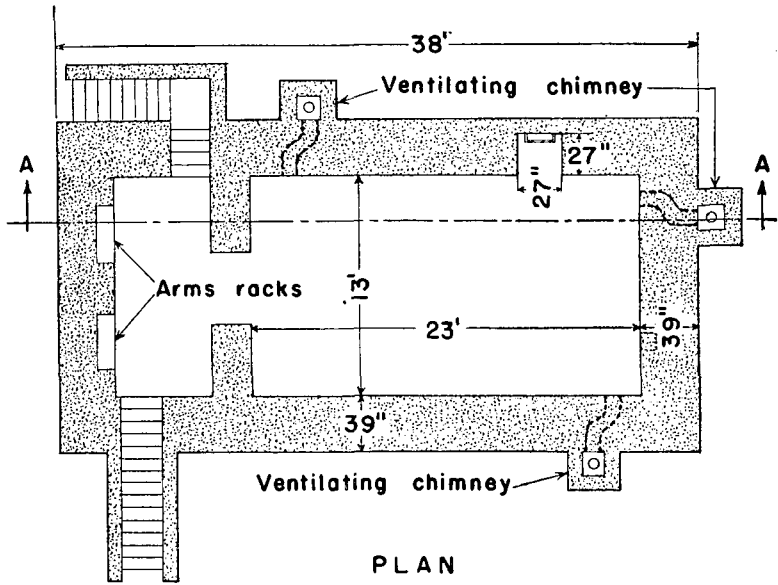 38'
Ventilating chimney
A
A
27"
27"
Arms racks
13'
23'
39"
39"
Ventilating chimney
PLAN